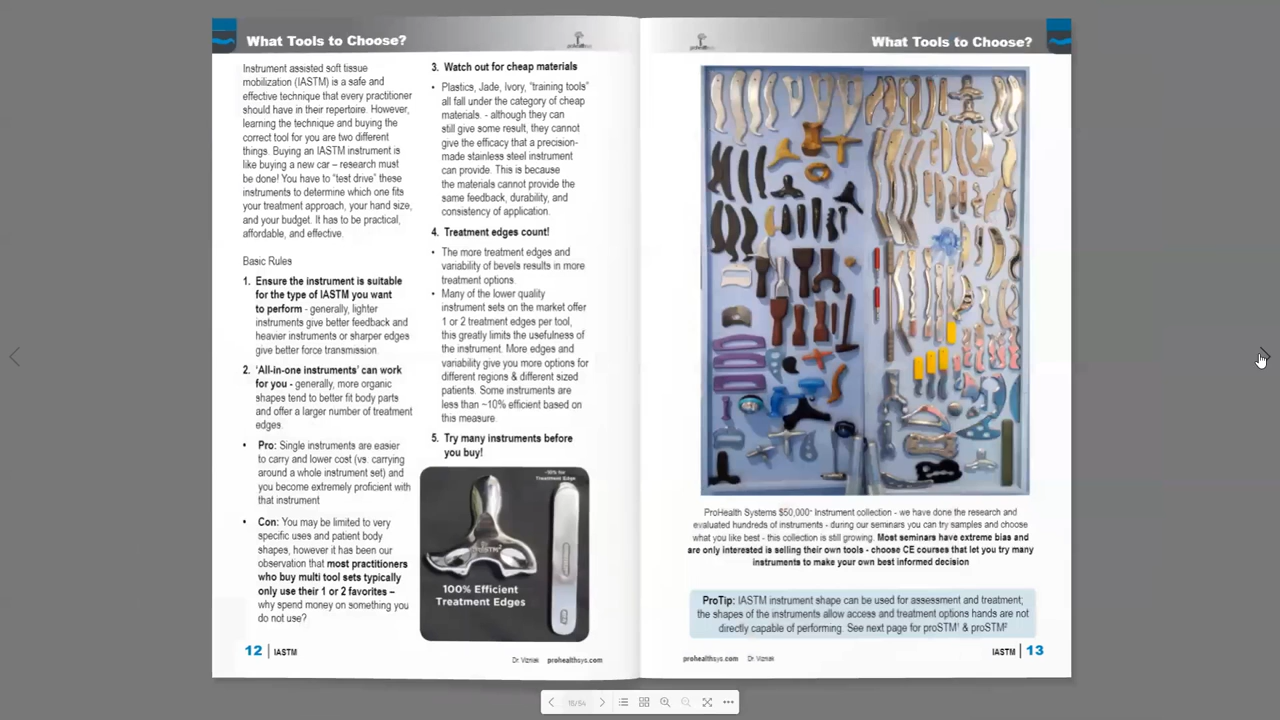 What Tools to Choose?
prohealthsys
Instrument assisted soft tissue
mobilization (IASTM) is a safe and
effective technique that every practitioner
should have in their repertoire. However,
learning the technique and buying the
correct tool for you are two different
things. Buying an IASTM instrument is
like buying a new car – research must
be done! You have to "test drive" these
instruments to determine which one fits
your treatment approach, your hand size,
and your budget. It has to be practical,
affordable, and effective.
Basic Rules
1. Ensure the instrument is suitable
for the type of IASTM you want
to perform - generally, lighter
instruments give better feedback and
heavier instruments or sharper edges
give better force transmission.
2. 'All-in-one instruments' can work
for you - generally, more organic
shapes tend to better fit body parts
and offer a larger number of treatment
edges.
• Pro: Single instruments are easier
to carry and lower cost (vs. carrying
around a whole instrument set) and
you become extremely proficient with
that instrument
• Con: You may be limited to very
specific uses and patient body
shapes, however it has been our
observation that most practitioners
who buy multi tool sets typically
only use their 1 or 2 favorites –
why spend money on something you
do not use?
3. Watch out for cheap materials
• Plastics, Jade, Ivory, "training tools"
all fall under the category of cheap
materials. - although they can
still give some result, they cannot
give the efficacy that a precision-
made stainless steel instrument
can provide. This is because
the materials cannot provide the
same feedback, durability, and
consistency of application.
4. Treatment edges count!
• The more treatment edges and
variability of bevels results in more
treatment options.
• Many of the lower quality
instrument sets on the market offer
1 or 2 treatment edges per tool,
this greatly limits the usefulness of
the instrument. More edges and
variability give you more options for
different regions & different sized
patients. Some instruments are
less than ~10% efficient based on
this measure.
5. Try many instruments before
you buy!
~10% for
Treatment Edge
100% Efficient
Treatment Edges
12 | IASTM
Dr. Vizniak prohealthsys.com
prohealthsys
What Tools to Choose?
ProHealth Systems $50,000+ Instrument collection - we have done the research and
evaluated hundreds of instruments - during our seminars you can try samples and choose
what you like best - this collection is still growing. Most seminars have extreme bias and
are only interested is selling their own tools - choose CE courses that let you try many
instruments to make your own best informed decision
ProTip: IASTM instrument shape can be used for assessment and treatment;
the shapes of the instruments allow access and treatment options hands are not
directly capable of performing. See next page for proSTM¹ & proSTM²
prohealthsys.com Dr. Vizniak
IASTM | 13
16/54